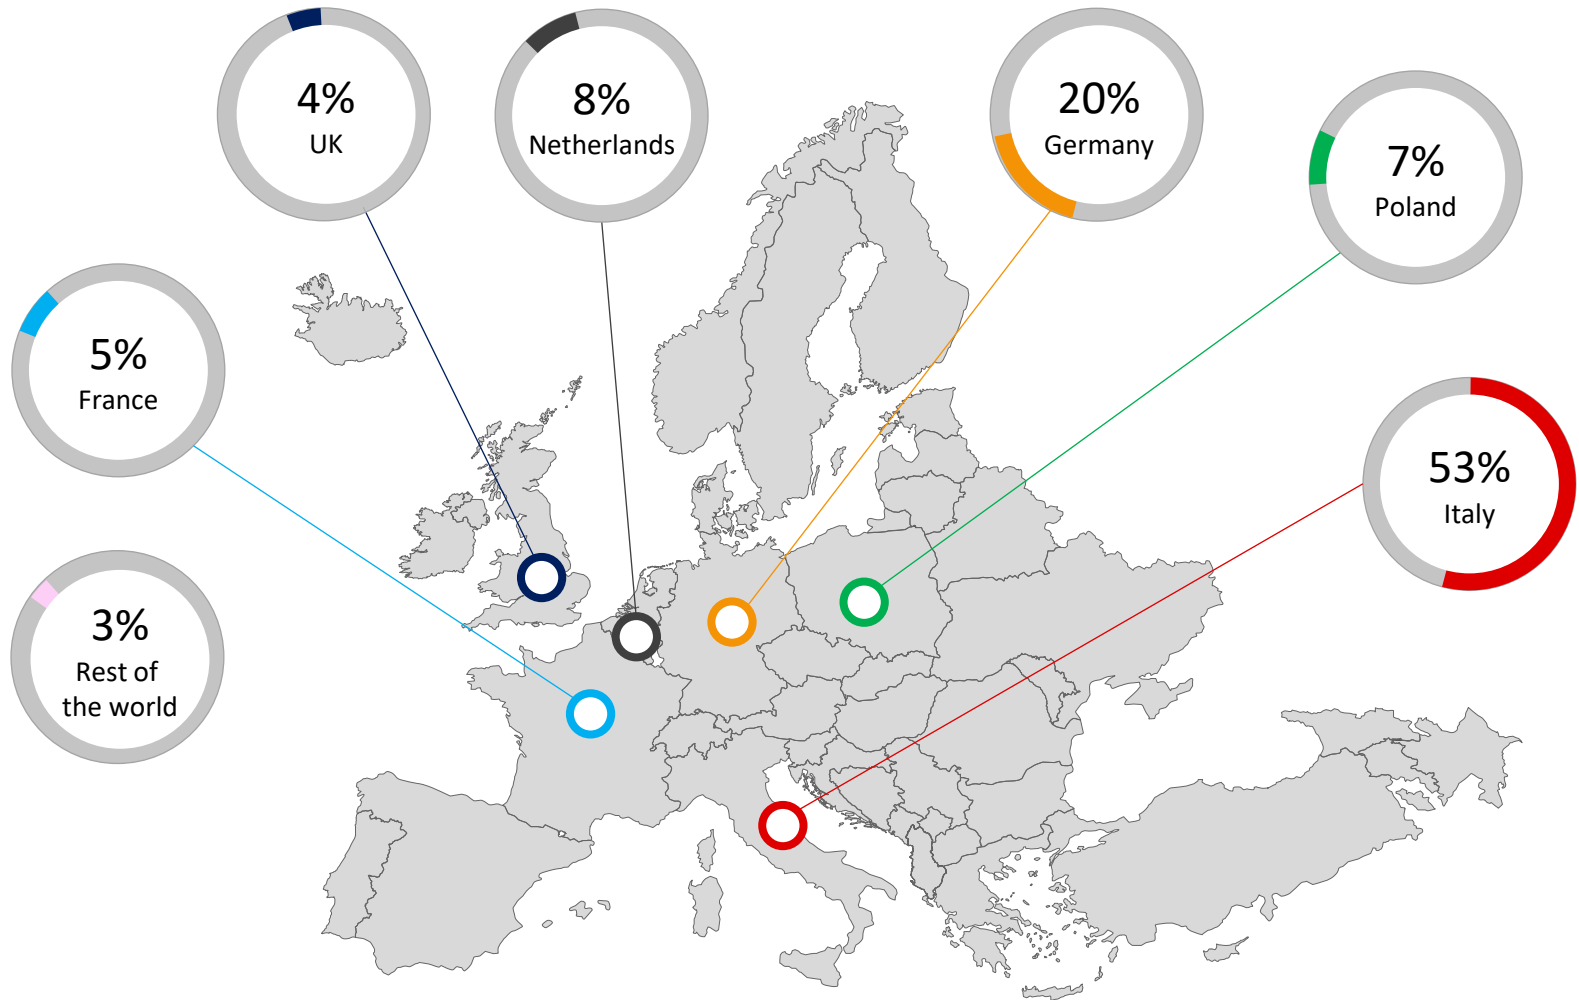 4%
UK
8%
Netherlands
20%
Germany
7%
Poland
5%
France
53%
Italy
3%
Rest of
the world